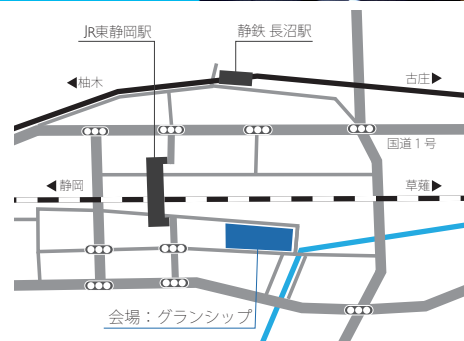 JR東静岡駅
静鉄 長沼駅
◀柚木
古庄▶
国道1号
◀静岡
草薙▶
会場：グランシップ